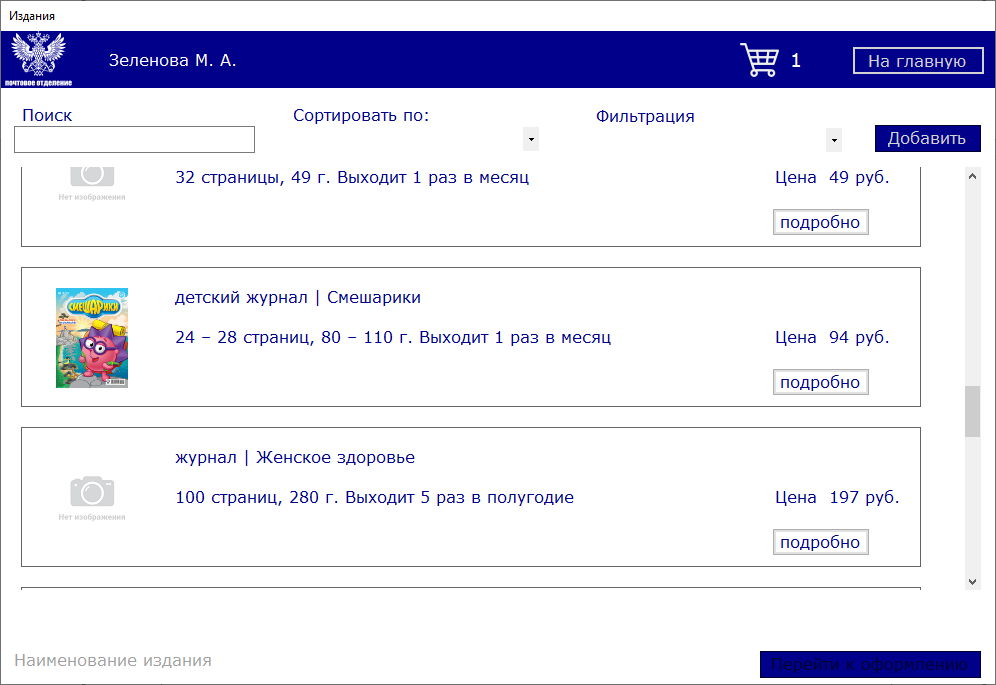 Издания
почтовое отделение
Зеленова М. А.
1
На главную
Поиск
Сортировать по:
Фильтрация
Добавить
Нет изображения
32 страницы, 49 г. Выходит 1 раз в месяц
Цена 49 руб.
подробно
СМЕШАРИКИ
детский журнал | Смешарики
24 – 28 страниц, 80 – 110 г. Выходит 1 раз в месяц
Цена 94 руб.
подробно
журнал | Женское здоровье
Нет изображения
100 страниц, 280 г. Выходит 5 раз в полугодие
Цена 197 руб.
подробно
Наименование издания
Перейти к оформлению